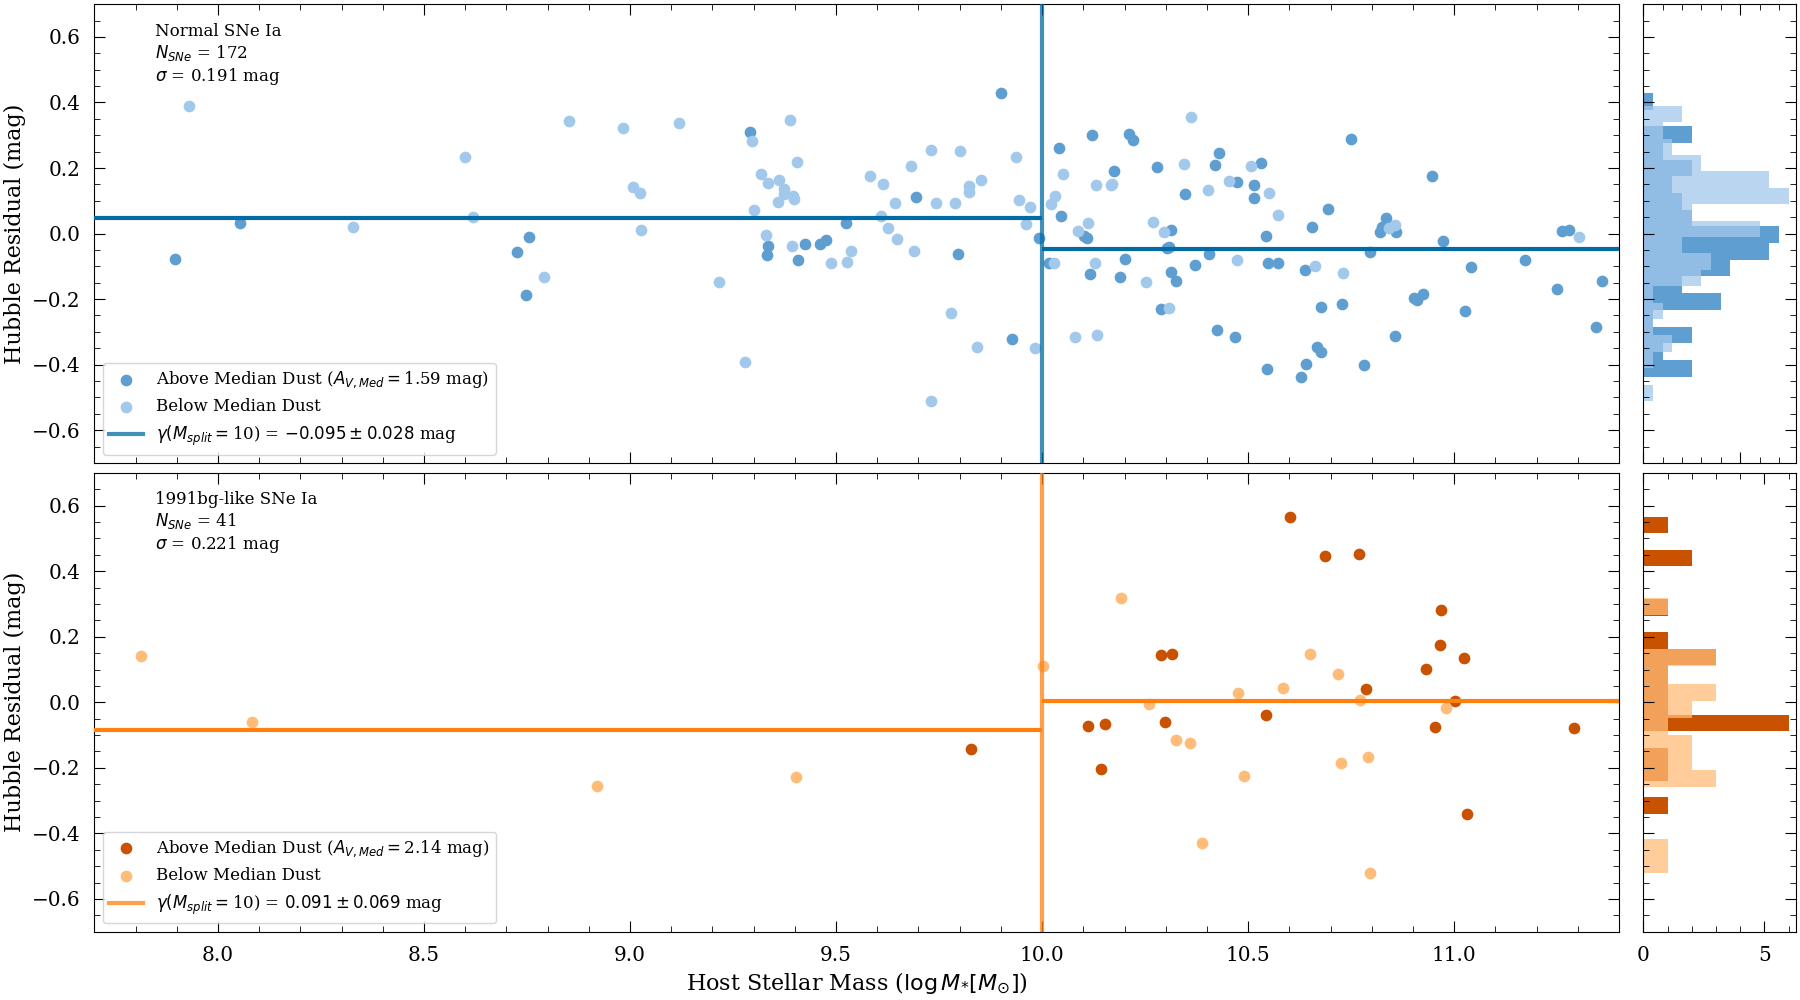 Normal SNe Ia
N_SNe = 172
σ = 0.191 mag
Hubble Residual (mag)
0.6
0.4
0.2
0.0
−0.2
−0.4
−0.6
Above Median Dust (A_V,Med = 1.59 mag)
Below Median Dust
γ(M_split = 10) = −0.095 ± 0.028 mag
1991bg-like SNe Ia
N_SNe = 41
σ = 0.221 mag
Hubble Residual (mag)
0.6
0.4
0.2
0.0
−0.2
−0.4
−0.6
Above Median Dust (A_V,Med = 2.14 mag)
Below Median Dust
γ(M_split = 10) = 0.091 ± 0.069 mag
8.0 8.5 9.0 9.5 10.0 10.5 11.0 0 5
Host Stellar Mass (log M_*[M_⊙])